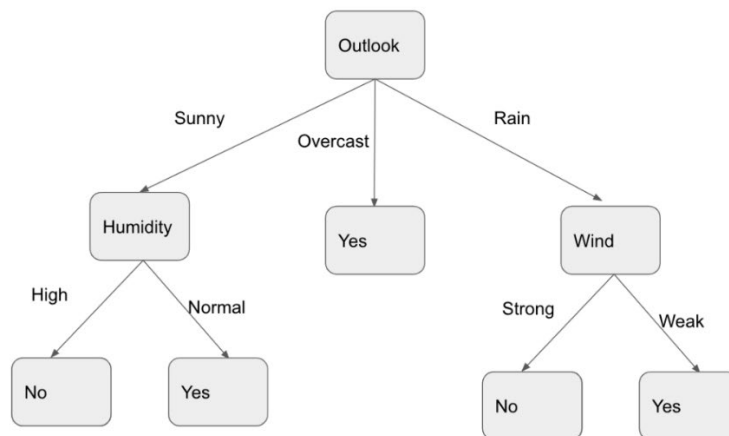 Outlook
Sunny
Overcast
Rain
Humidity
Yes
Wind
High
Normal
Strong
Weak
No
Yes
No
Yes